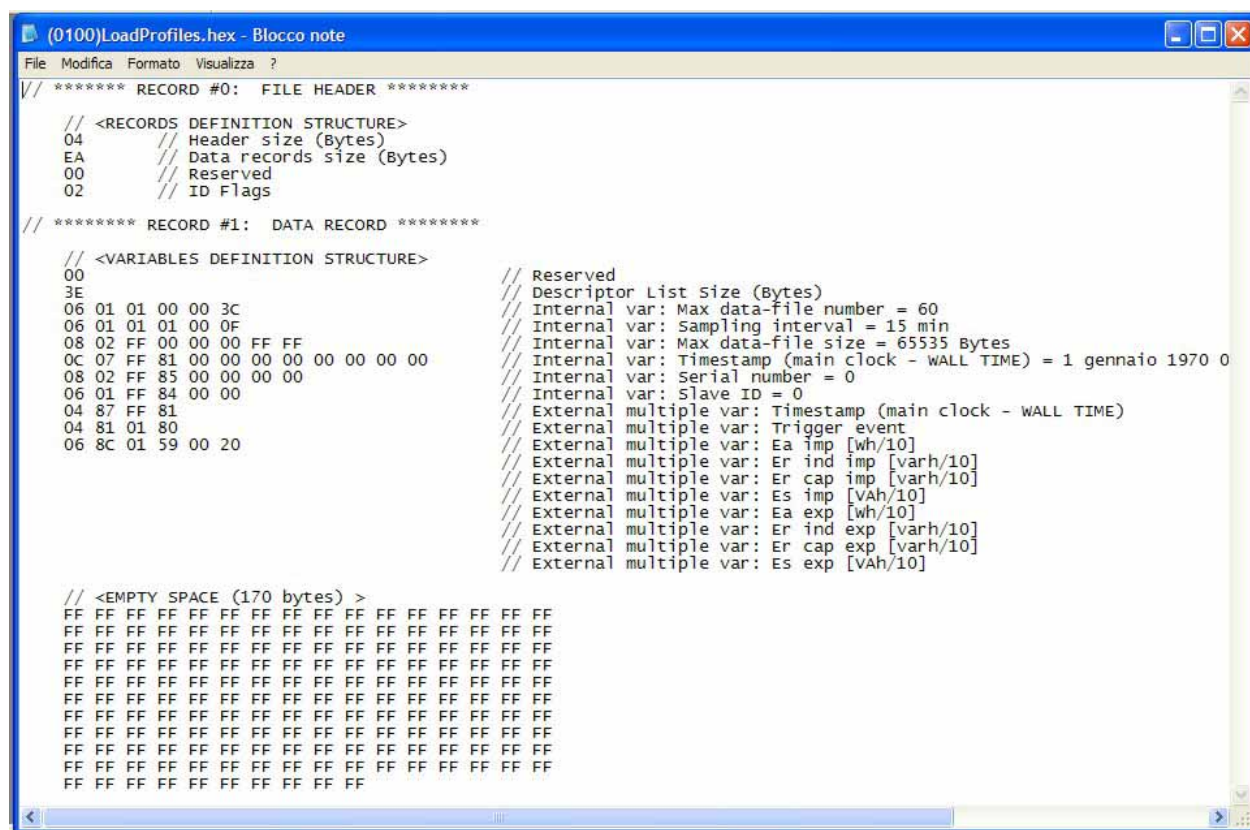 (0100)LoadProfiles.hex - Blocco note
File Modifica Formato Visualizza ?
// ******* RECORD #0: FILE HEADER ********
// <RECORDS DEFINITION STRUCTURE>
04 // Header size (Bytes)
EA // Data records size (Bytes)
00 // Reserved
02 // ID Flags
// ******** RECORD #1: DATA RECORD ********
// <VARIABLES DEFINITION STRUCTURE>
00 // Reserved
3E // Descriptor List Size (Bytes)
06 01 01 00 00 3C // Internal var: Max data-file number = 60
06 01 01 01 00 0F // Internal var: Sampling interval = 15 min
08 02 FF 00 00 00 FF FF // Internal var: Max data-file size = 65535 Bytes
0C 07 FF 81 00 00 00 00 00 00 00 00 // Internal var: Timestamp (main clock - WALL TIME) = 1 gennaio 1970 0
08 02 FF 85 00 00 00 00 // Internal var: Serial number = 0
06 01 FF 84 00 00 // Internal var: Slave ID = 0
04 87 FF 81 // External multiple var: Timestamp (main clock - WALL TIME)
04 81 01 80 // External multiple var: Trigger event
06 8C 01 59 00 20 // External multiple var: Ea imp [Wh/10]
// External multiple var: Er ind imp [varh/10]
// External multiple var: Er cap imp [varh/10]
// External multiple var: Es imp [VAh/10]
// External multiple var: Ea exp [Wh/10]
// External multiple var: Er ind exp [varh/10]
// External multiple var: Er cap exp [varh/10]
// External multiple var: Es exp [VAh/10]
// <EMPTY SPACE (170 bytes) >
FF FF FF FF FF FF FF FF FF FF FF FF FF FF FF FF
FF FF FF FF FF FF FF FF FF FF FF FF FF FF FF FF
FF FF FF FF FF FF FF FF FF FF FF FF FF FF FF FF
FF FF FF FF FF FF FF FF FF FF FF FF FF FF FF FF
FF FF FF FF FF FF FF FF FF FF FF FF FF FF FF FF
FF FF FF FF FF FF FF FF FF FF FF FF FF FF FF FF
FF FF FF FF FF FF FF FF FF FF FF FF FF FF FF FF
FF FF FF FF FF FF FF FF FF FF FF FF FF FF FF FF
FF FF FF FF FF FF FF FF FF FF FF FF FF FF FF FF
FF FF FF FF FF FF FF FF FF FF FF FF FF FF FF FF
FF FF FF FF FF FF FF FF FF FF